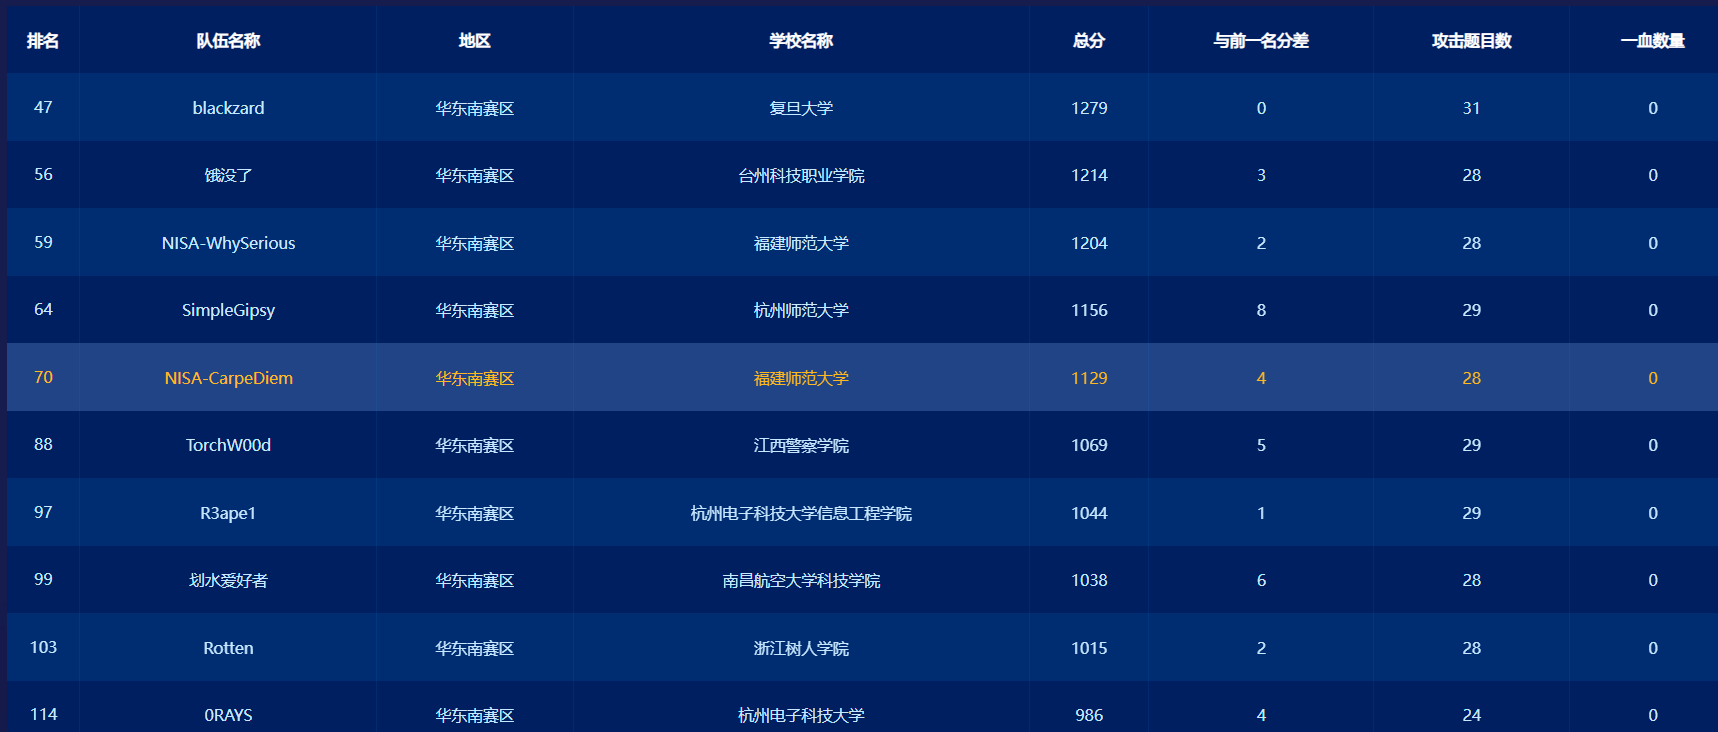 排名 队伍名称 地区 学校名称 总分 与前一名分差 攻击题目数 一血数量
47 blackzard 华东南赛区 复旦大学 1279 0 31 0
56 饿没了 华东南赛区 台州科技职业学院 1214 3 28 0
59 NISA-WhySerious 华东南赛区 福建师范大学 1204 2 28 0
64 SimpleGipsy 华东南赛区 杭州师范大学 1156 8 29 0
70 NISA-CarpeDiem 华东南赛区 福建师范大学 1129 4 28 0
88 TorchW00d 华东南赛区 江西警察学院 1069 5 29 0
97 R3ape1 华东南赛区 杭州电子科技大学信息工程学院 1044 1 29 0
99 划水爱好者 华东南赛区 南昌航空大学科技学院 1038 6 28 0
103 Rotten 华东南赛区 浙江树人学院 1015 2 28 0
114 0RAYS 华东南赛区 杭州电子科技大学 986 4 24 0